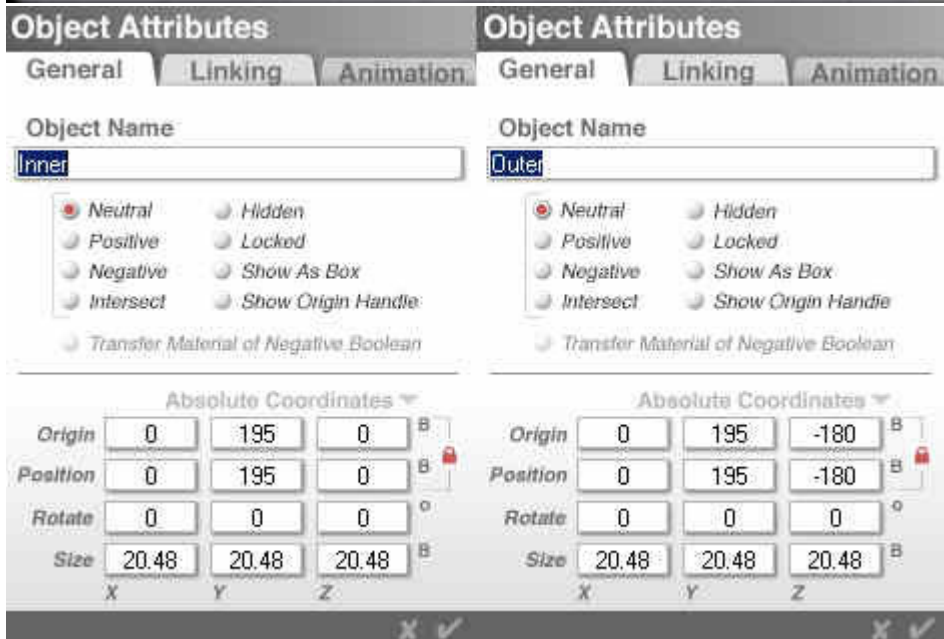 Object Attributes
General Linking Animation
Object Name
Inner
Neutral Hidden
Positive Locked
Negative Show As Box
Intersect Show Origin Handle
Transfer Material of Negative Boolean
Absolute Coordinates
Origin 0 195 0 B
Position 0 195 0 B
Rotate 0 0 0 o
Size 20.48 20.48 20.48 B
X Y Z
Object Attributes
General Linking Animation
Object Name
Outer
Neutral Hidden
Positive Locked
Negative Show As Box
Intersect Show Origin Handle
Transfer Material of Negative Boolean
Absolute Coordinates
Origin 0 195 -180 B
Position 0 195 -180 B
Rotate 0 0 0 o
Size 20.48 20.48 20.48 B
X Y Z